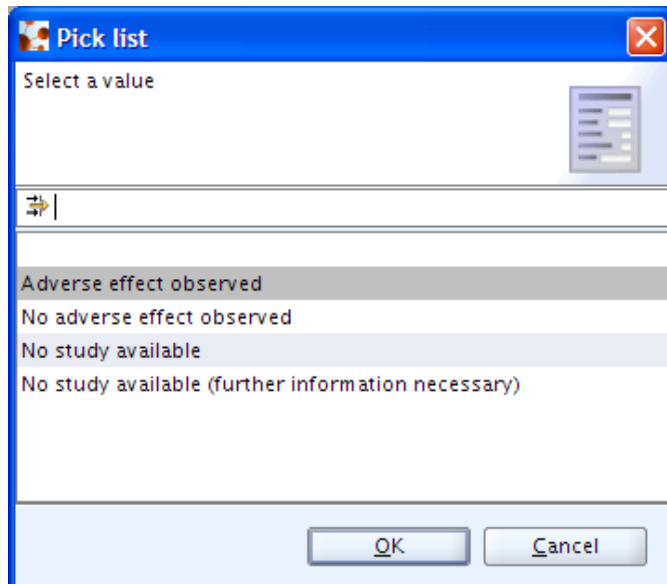 Pick list
Select a value
Adverse effect observed
No adverse effect observed
No study available
No study available (further information necessary)
OK
Cancel